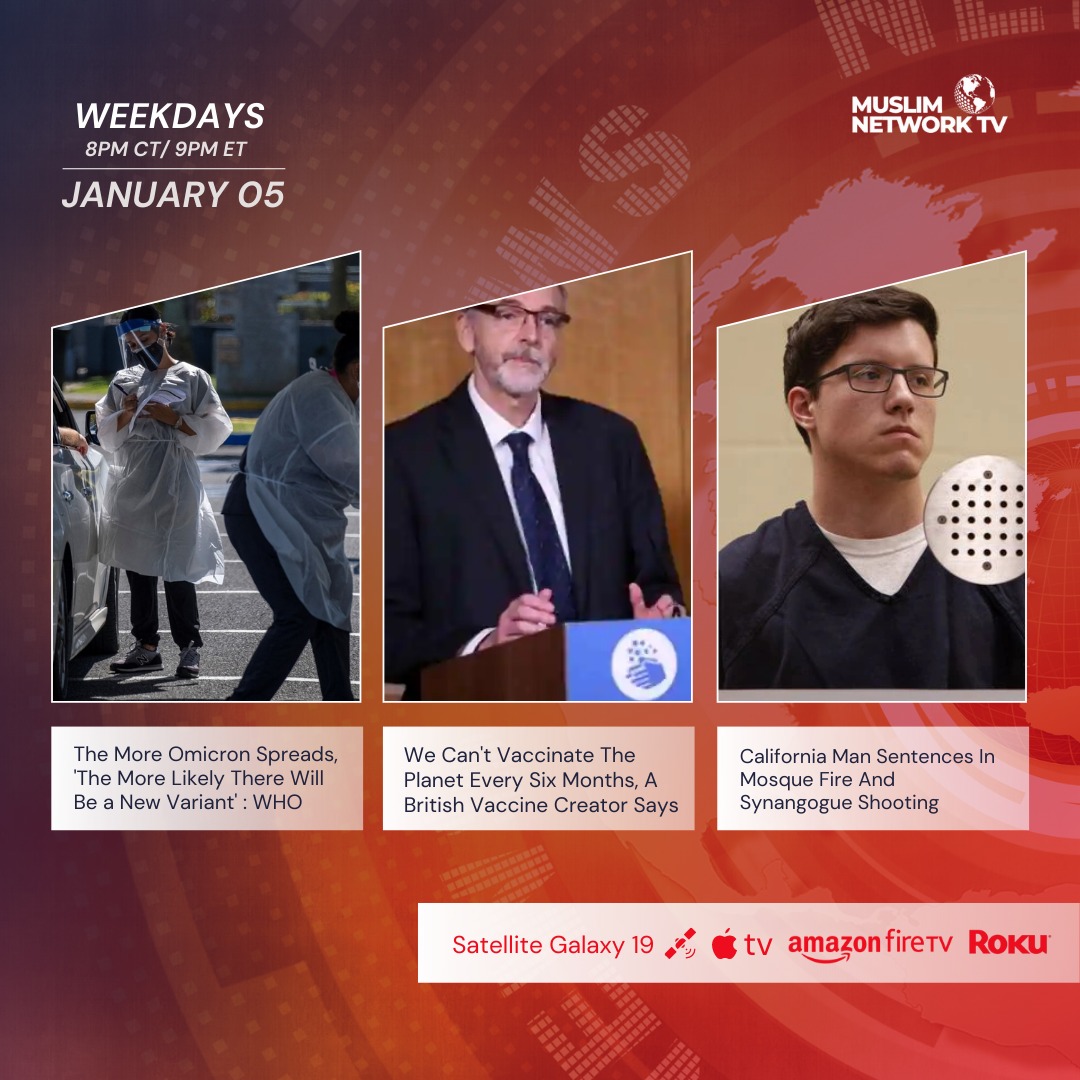 WEEKDAYS
8PM CT/ 9PM ET
JANUARY 05
MUSLIM
NETWORK TV
NEWS
The More Omicron Spreads,
'The More Likely There Will
Be a New Variant' : WHO
We Can't Vaccinate The
Planet Every Six Months, A
British Vaccine Creator Says
California Man Sentences In
Mosque Fire And
Synangogue Shooting
Satellite Galaxy 19
tv
amazon fireTV
ROKU